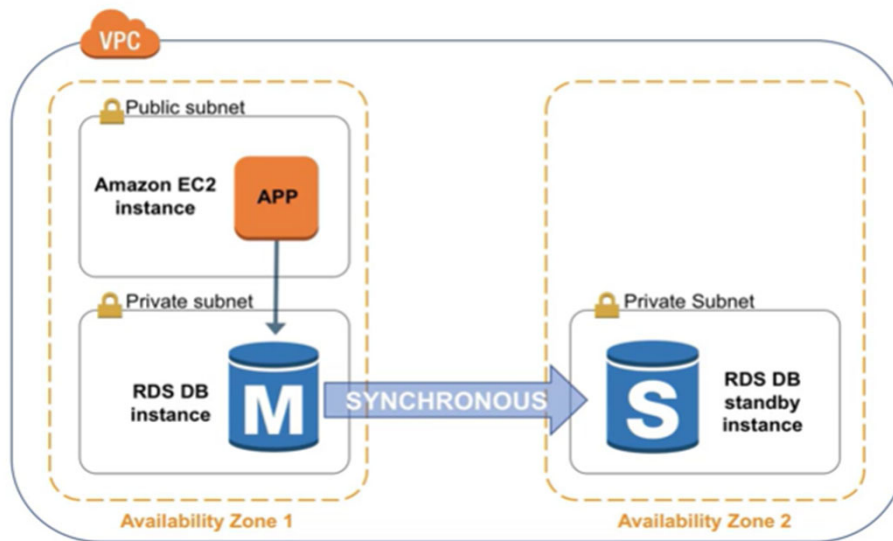 VPC
Public subnet
Amazon EC2
instance
APP
Private subnet
RDS DB
instance
M
SYNCHRONOUS
Private Subnet
S
RDS DB
standby
instance
Availability Zone 1
Availability Zone 2